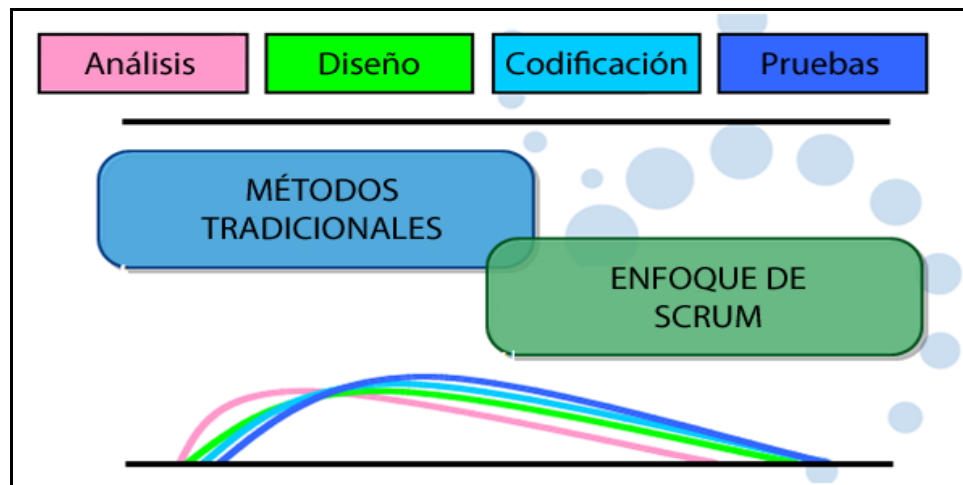 Análisis
Diseño
Codificación
Pruebas
MÉTODOS
TRADICIONALES
ENFOQUE DE
SCRUM